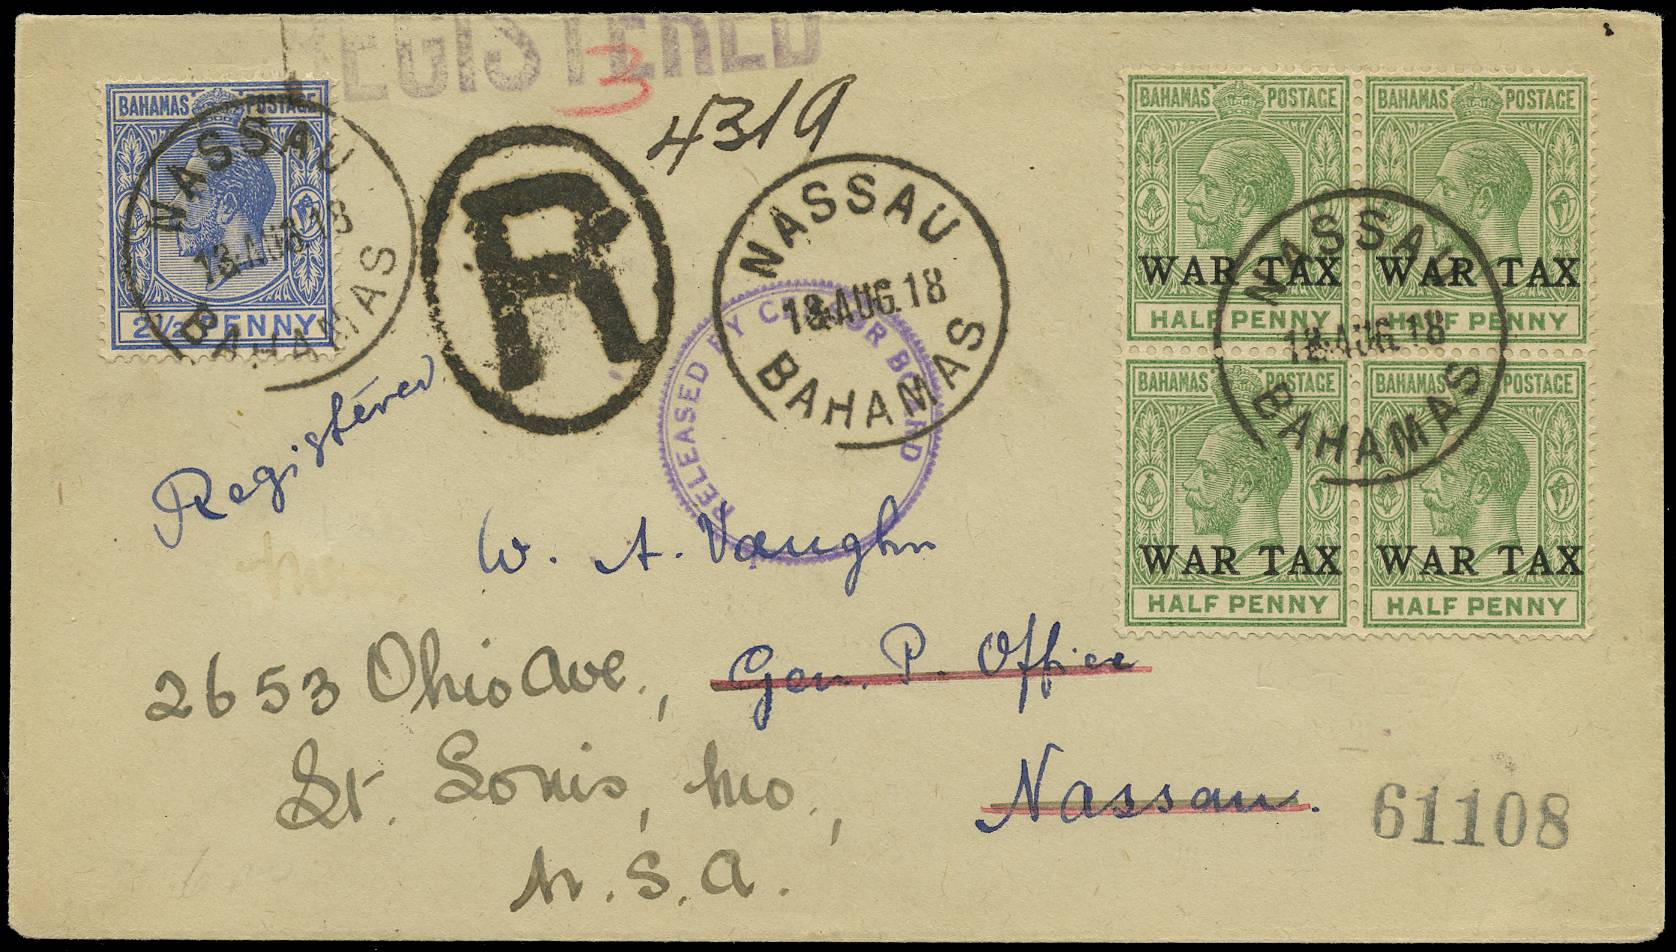 REGISTERED
3
4319
BAHAMAS POSTAGE
2½ PENNY
NASSAU
13 AUG 18
BAHAMAS
R
NASSAU
18 AUG. 18
BAHAMAS
RELEASED BY CENSOR BOARD
BAHAMAS POSTAGE BAHAMAS POSTAGE
WAR TAX WAR TAX
HALF PENNY HALF PENNY
NASSAU
18 AUG. 18
BAHAMAS
BAHAMAS POSTAGE BAHAMAS POSTAGE
WAR TAX WAR TAX
HALF PENNY HALF PENNY
Registered
W. A. Vaughn
2653 Ohio Ave., Gen. P. Office
St. Louis, Mo., Nassau.
U.S.A.
61108